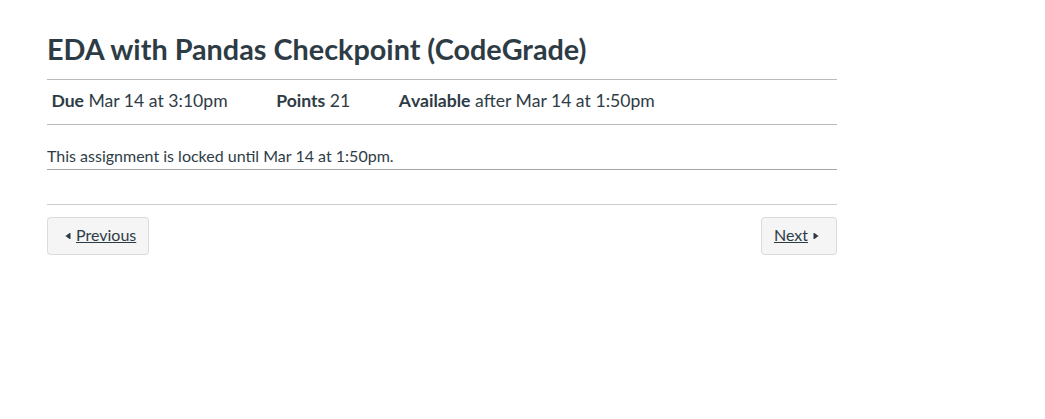 EDA with Pandas Checkpoint (CodeGrade)
Due Mar 14 at 3:10pm Points 21 Available after Mar 14 at 1:50pm
This assignment is locked until Mar 14 at 1:50pm.
Previous Next